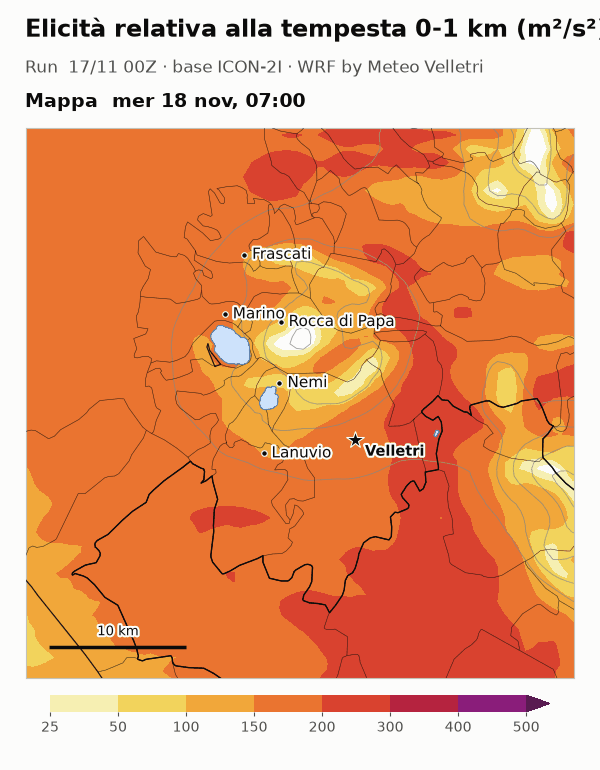 Elicità relativa alla tempesta 0-1 km (m²/s²)
Run 17/11 00Z · base ICON-2I · WRF by Meteo Velletri
Mappa mer 18 nov, 07:00
Frascati
Marino
Rocca di Papa
Nemi
Lanuvio
Velletri
10 km
25 50 100 150 200 300 400 500